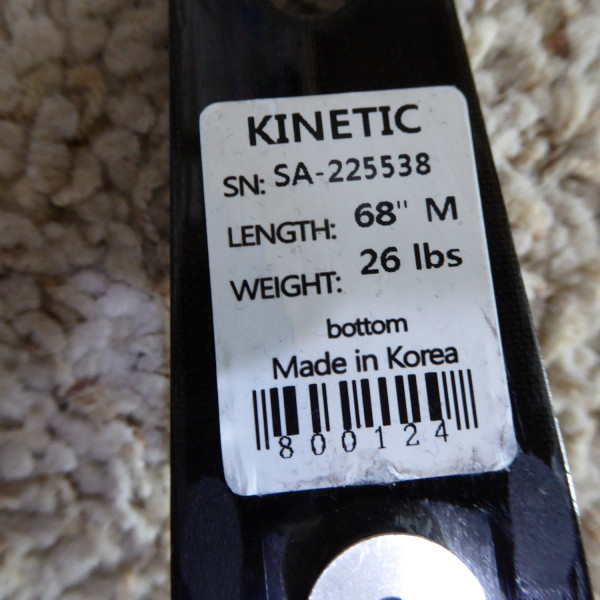 KINETIC
SN: SA-225538
LENGTH: 68" M
WEIGHT: 26 lbs
bottom
Made in Korea
800124